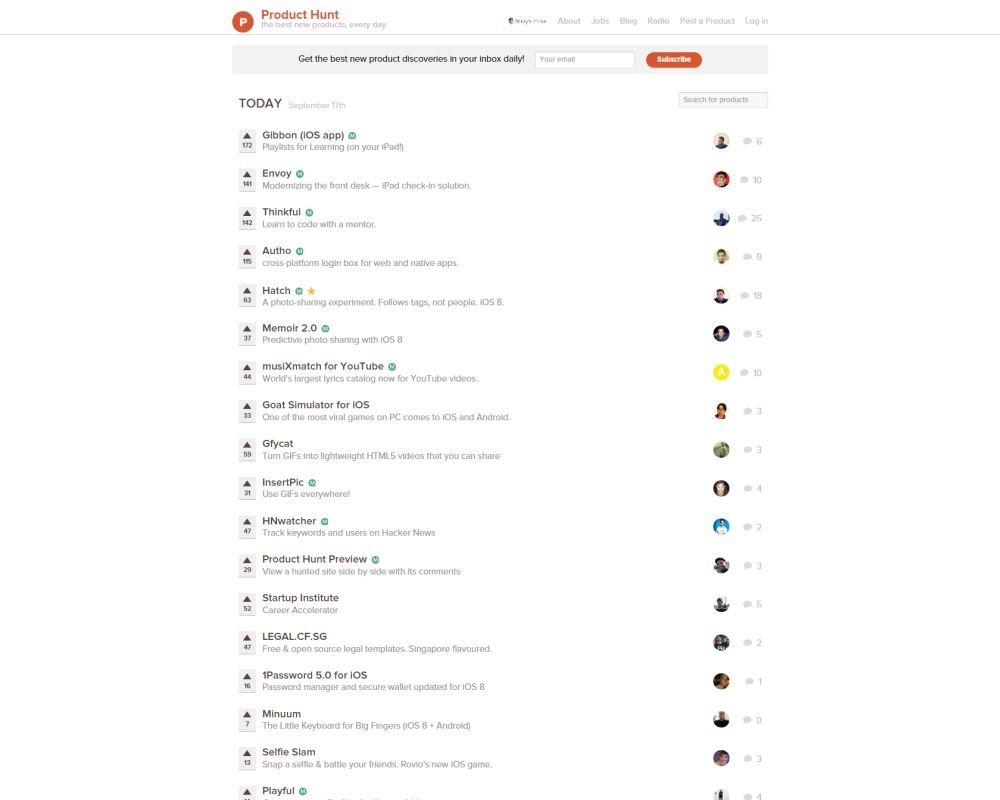 P
Product Hunt
the best new products, every day
About Jobs Blog Radio Post a Product Log in
Get the best new product discoveries in your inbox daily! Your email Subscribe
TODAY September 17th Search for products
Gibbon (iOS app) M
172 Playlists for Learning (on your iPad!) 6
Envoy M
141 Modernizing the front desk — iPad check-in solution. 10
Thinkful M
142 Learn to code with a mentor. 25
Autho M
115 cross-platform login box for web and native apps. 9
Hatch M
63 A photo-sharing experiment. Follows tags, not people. iOS 8. 18
Memoir 2.0 M
37 Predictive photo sharing with iOS 8 5
musiXmatch for YouTube M
44 World's largest lyrics catalog now for YouTube videos. A 10
Goat Simulator for iOS
33 One of the most viral games on PC comes to iOS and Android. 3
Gfycat
59 Turn GIFs into lightweight HTML5 videos that you can share 3
InsertPic M
31 Use GIFs everywhere! 4
HNwatcher M
47 Track keywords and users on Hacker News 2
Product Hunt Preview M
29 View a hunted site side by side with its comments 3
Startup Institute
52 Career Accelerator 5
LEGAL.CF.SG
47 Free & open source legal templates. Singapore flavoured. 2
1Password 5.0 for iOS
16 Password manager and secure wallet updated for iOS 8 1
Minuum
7 The Little Keyboard for Big Fingers (iOS 8 + Android) 0
Selfie Slam
13 Snap a selfie & battle your friends. Rovio's new iOS game. 3
Playful M
4